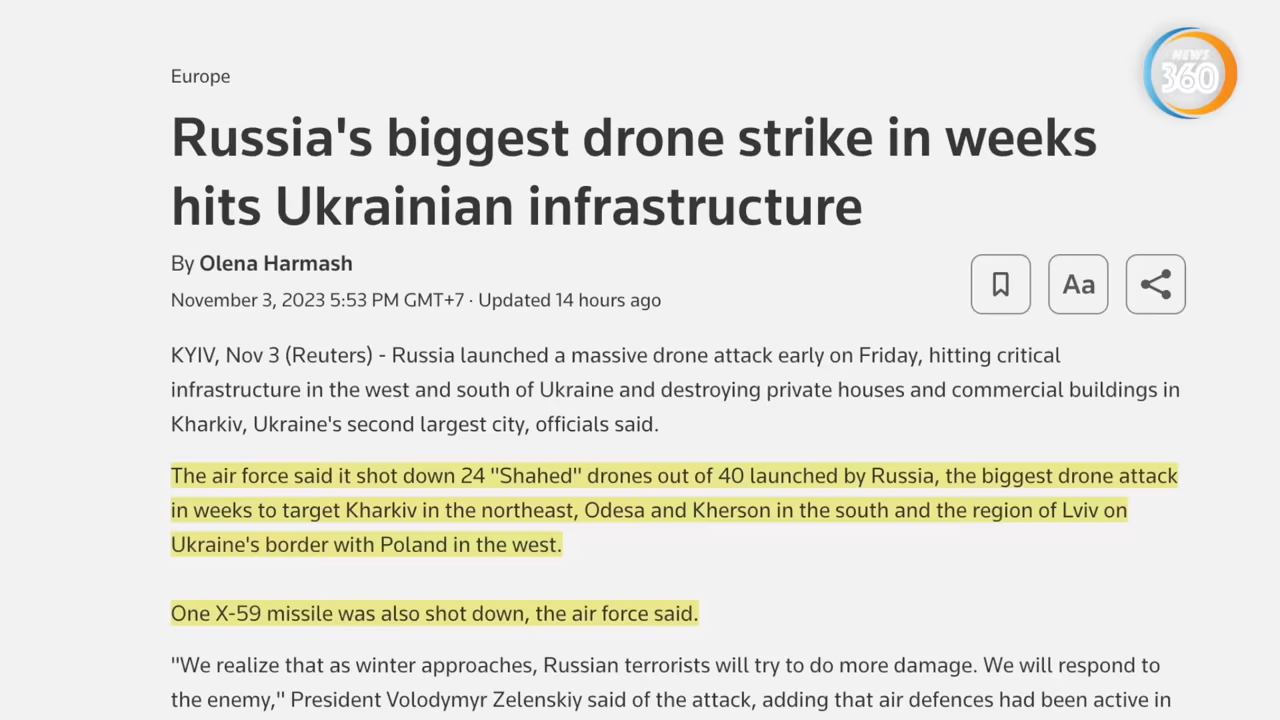 NEWS
360
Europe
Russia's biggest drone strike in weeks
hits Ukrainian infrastructure
By Olena Harmash
November 3, 2023 5:53 PM GMT+7 · Updated 14 hours ago
Aa
KYIV, Nov 3 (Reuters) - Russia launched a massive drone attack early on Friday, hitting critical
infrastructure in the west and south of Ukraine and destroying private houses and commercial buildings in
Kharkiv, Ukraine's second largest city, officials said.
The air force said it shot down 24 "Shahed" drones out of 40 launched by Russia, the biggest drone attack
in weeks to target Kharkiv in the northeast, Odesa and Kherson in the south and the region of Lviv on
Ukraine's border with Poland in the west.
One X-59 missile was also shot down, the air force said.
"We realize that as winter approaches, Russian terrorists will try to do more damage. We will respond to
the enemy," President Volodymyr Zelenskiy said of the attack, adding that air defences had been active in